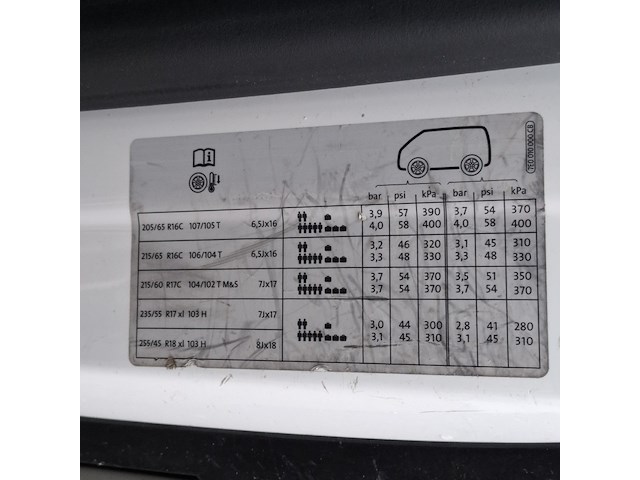 7E0 010 000 CB
bar psi kPa bar psi kPa
205/65 R16C 107/105 T 6,5Jx16 3,9 57 390 3,7 54 370
4,0 58 400 4,0 58 400
215/65 R16C 106/104 T 6,5Jx16 3,2 46 320 3,1 45 310
3,3 48 330 3,3 48 330
215/60 R17C 104/102 T M&S 7Jx17 3,7 54 370 3,5 51 350
3,7 54 370 3,7 54 370
235/55 R17 xl 103 H 7Jx17 3,0 44 300 2,8 41 280
255/45 R18 xl 103 H 8Jx18 3,1 45 310 3,1 45 310